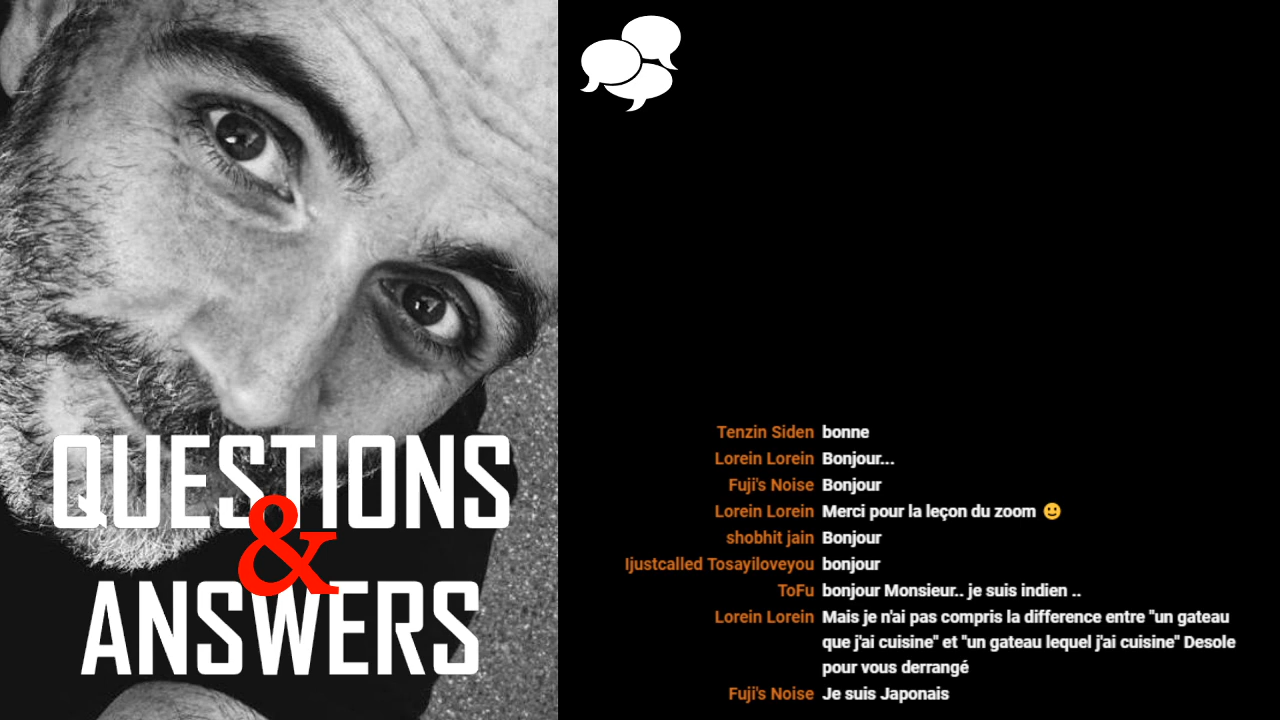 QUESTIONS
&
ANSWERS
Tenzin Siden bonne
Lorein Lorein Bonjour...
Fuji's Noise Bonjour
Lorein Lorein Merci pour la leçon du zoom 🙂
shobhit jain Bonjour
Ijustcalled Tosayiloveyou bonjour
ToFu bonjour Monsieur.. je suis indien ..
Lorein Lorein Mais je n'ai pas compris la difference entre "un gateau
que j'ai cuisine" et "un gateau lequel j'ai cuisine" Desole
pour vous derrangé
Fuji's Noise Je suis Japonais